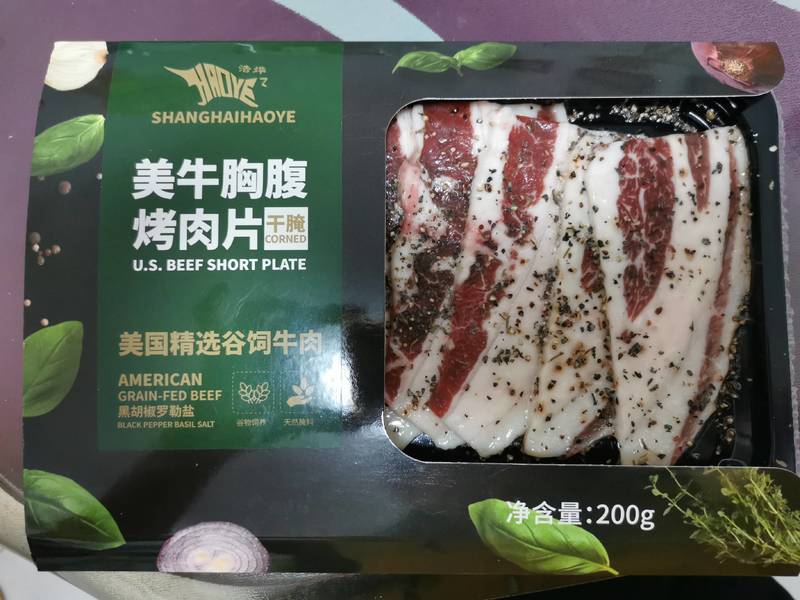 HAOYE
浩烨
SHANGHAIHAOYE
美牛胸腹
烤肉片
干腌
CORNED
U.S. BEEF SHORT PLATE
美国精选谷饲牛肉
AMERICAN
GRAIN-FED BEEF
黑胡椒罗勒盐
BLACK PEPPER BASIL SALT
谷物饲养
天然腌料
净含量:200g